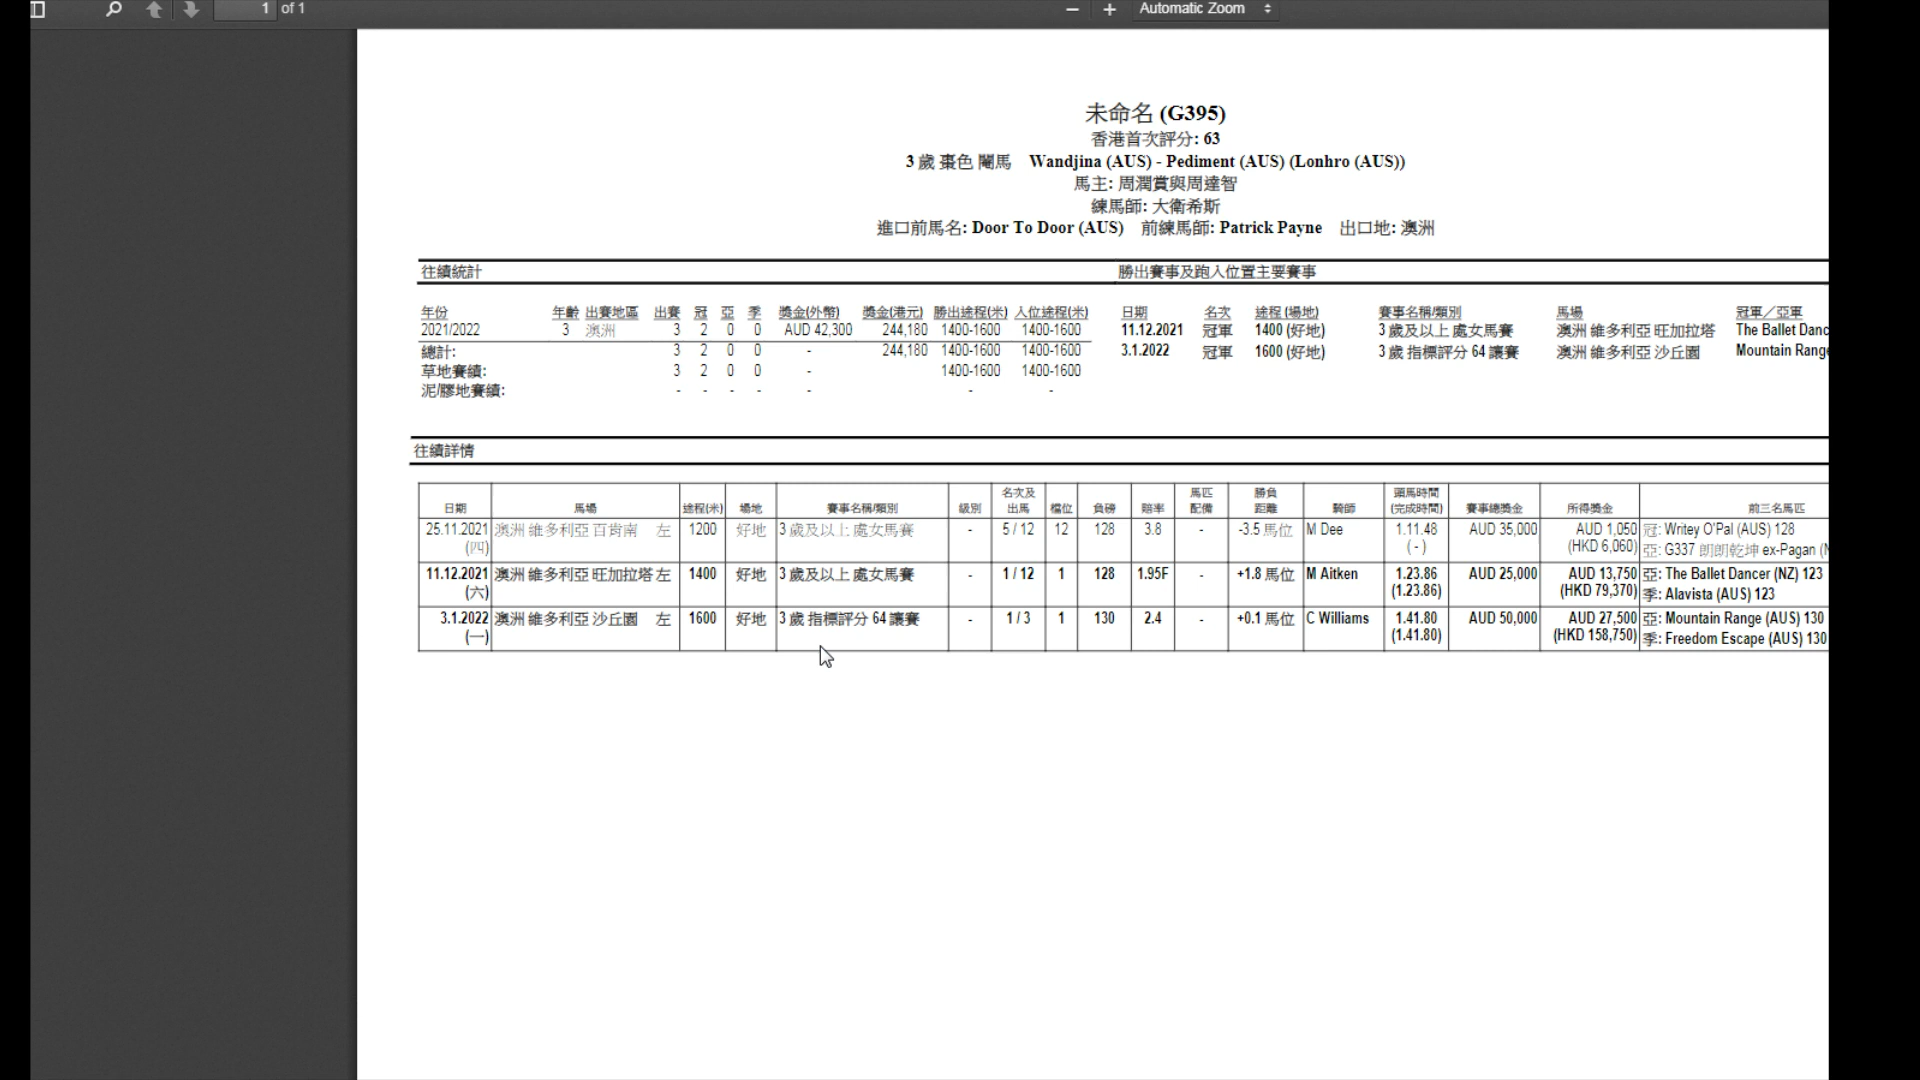 1 of 1 Automatic Zoom
未命名 (G395)
香港首次評分: 63
3 歲 棗色 閹馬 Wandjina (AUS) - Pediment (AUS) (Lonhro (AUS))
馬主: 周潤賞與周達智
練馬師: 大衛希斯
進口前馬名: Door To Door (AUS) 前練馬師: Patrick Payne 出口地: 澳洲
往績統計 勝出賽事及跑入位置主要賽事
年份 年齡 出賽地區 出賽 冠 亞 季 獎金(外幣) 獎金(港元) 勝出途程(米) 入位途程(米) 日期 名次 途程 (場地) 賽事名稱/類別 馬場 冠軍／亞軍
2021/2022 3 澳洲 3 2 0 0 AUD 42,300 244,180 1400-1600 1400-1600 11.12.2021 冠軍 1400 (好地) 3 歲及以上 處女馬賽 澳洲 維多利亞 旺加拉塔 The Ballet Danc
總計: 3 2 0 0 - 244,180 1400-1600 1400-1600 3.1.2022 冠軍 1600 (好地) 3 歲 指標評分 64 讓賽 澳洲 維多利亞 沙丘園 Mountain Range
草地賽績: 3 2 0 0 - 1400-1600 1400-1600
泥/膠地賽績: - - - - - - -
往績詳情
名次及 馬匹 勝負 頭馬時間
日期 馬場 途程(米) 場地 賽事名稱/類別 級別 出馬 檔位 負磅 賠率 配備 距離 騎師 (完成時間) 賽事總獎金 所得獎金 前三名馬匹
25.11.2021 澳洲 維多利亞 百肯南 左 1200 好地 3 歲及以上 處女馬賽 - 5 / 12 12 128 3.8 - -3.5 馬位 M Dee 1.11.48 AUD 35,000 AUD 1,050 冠: Writey O'Pal (AUS) 128
(四) ( - ) (HKD 6,060) 亞: G337 朗朗乾坤 ex-Pagan (N
11.12.2021 澳洲 維多利亞 旺加拉塔 左 1400 好地 3 歲及以上 處女馬賽 - 1 / 12 1 128 1.95F - +1.8 馬位 M Aitken 1.23.86 AUD 25,000 AUD 13,750 亞: The Ballet Dancer (NZ) 123
(六) (1.23.86) (HKD 79,370) 季: Alavista (AUS) 123
3.1.2022 澳洲 維多利亞 沙丘園 左 1600 好地 3 歲 指標評分 64 讓賽 - 1 / 3 1 130 2.4 - +0.1 馬位 C Williams 1.41.80 AUD 50,000 AUD 27,500 亞: Mountain Range (AUS) 130
(一) (1.41.80) (HKD 158,750) 季: Freedom Escape (AUS) 130